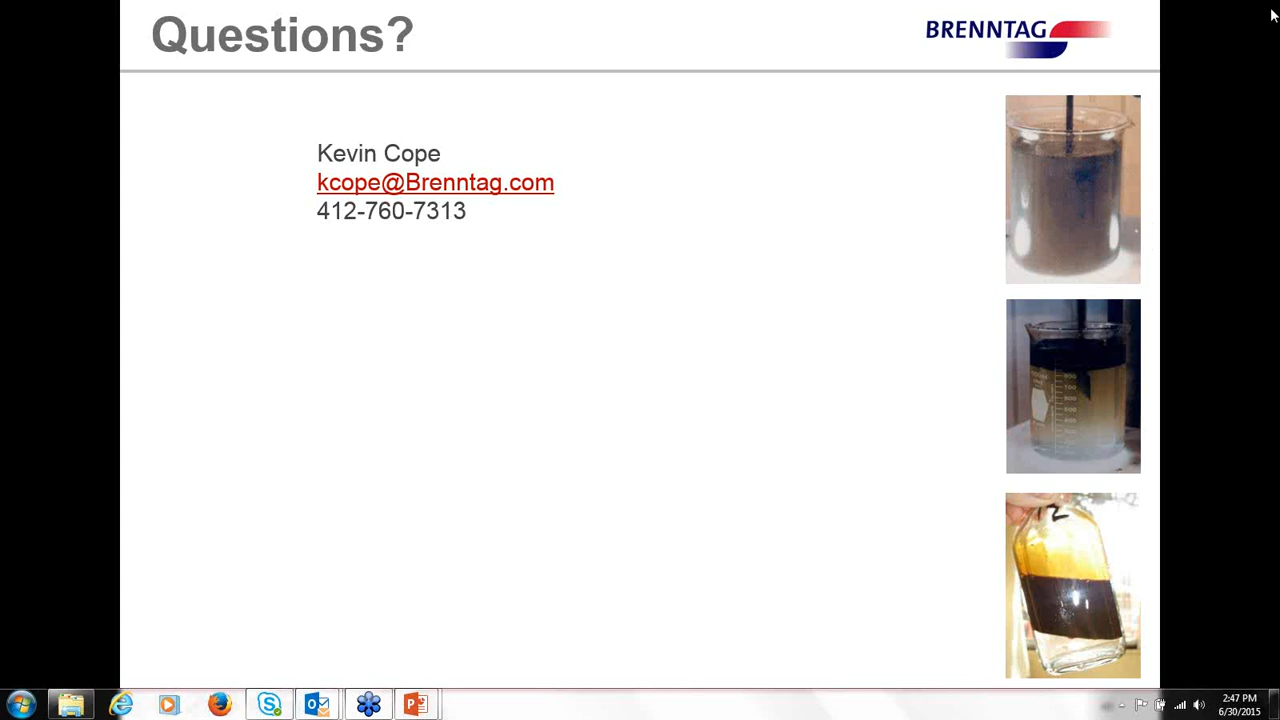 Questions?
BRENNTAG
Kevin Cope
kcope@Brenntag.com
412-760-7313
12
2:47 PM
6/30/2015